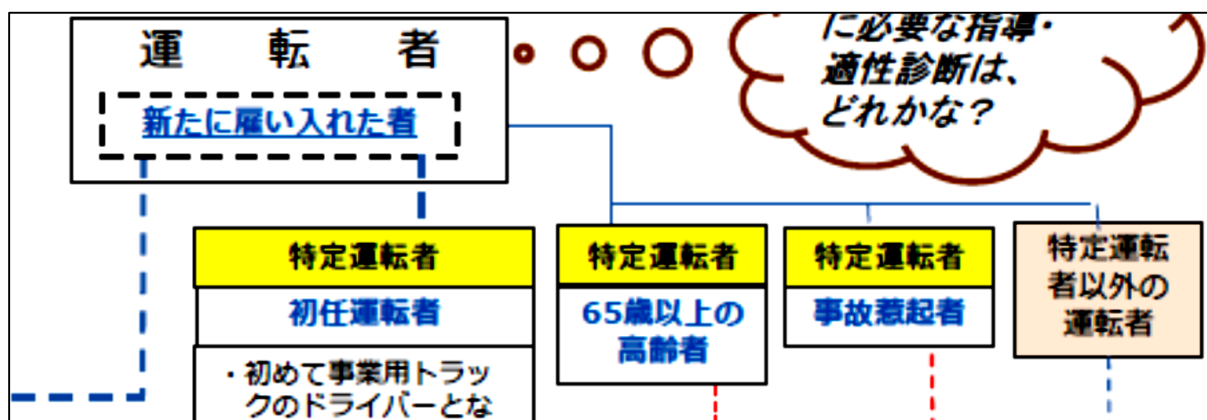 運転者
新たに雇い入れた者
に必要な指導・
適性診断は、
どれかな？
特定運転者
初任運転者
・初めて事業用トラッ
クのドライバーとな
特定運転者
65歳以上の
高齢者
特定運転者
事故惹起者
特定運転
者以外の
運転者